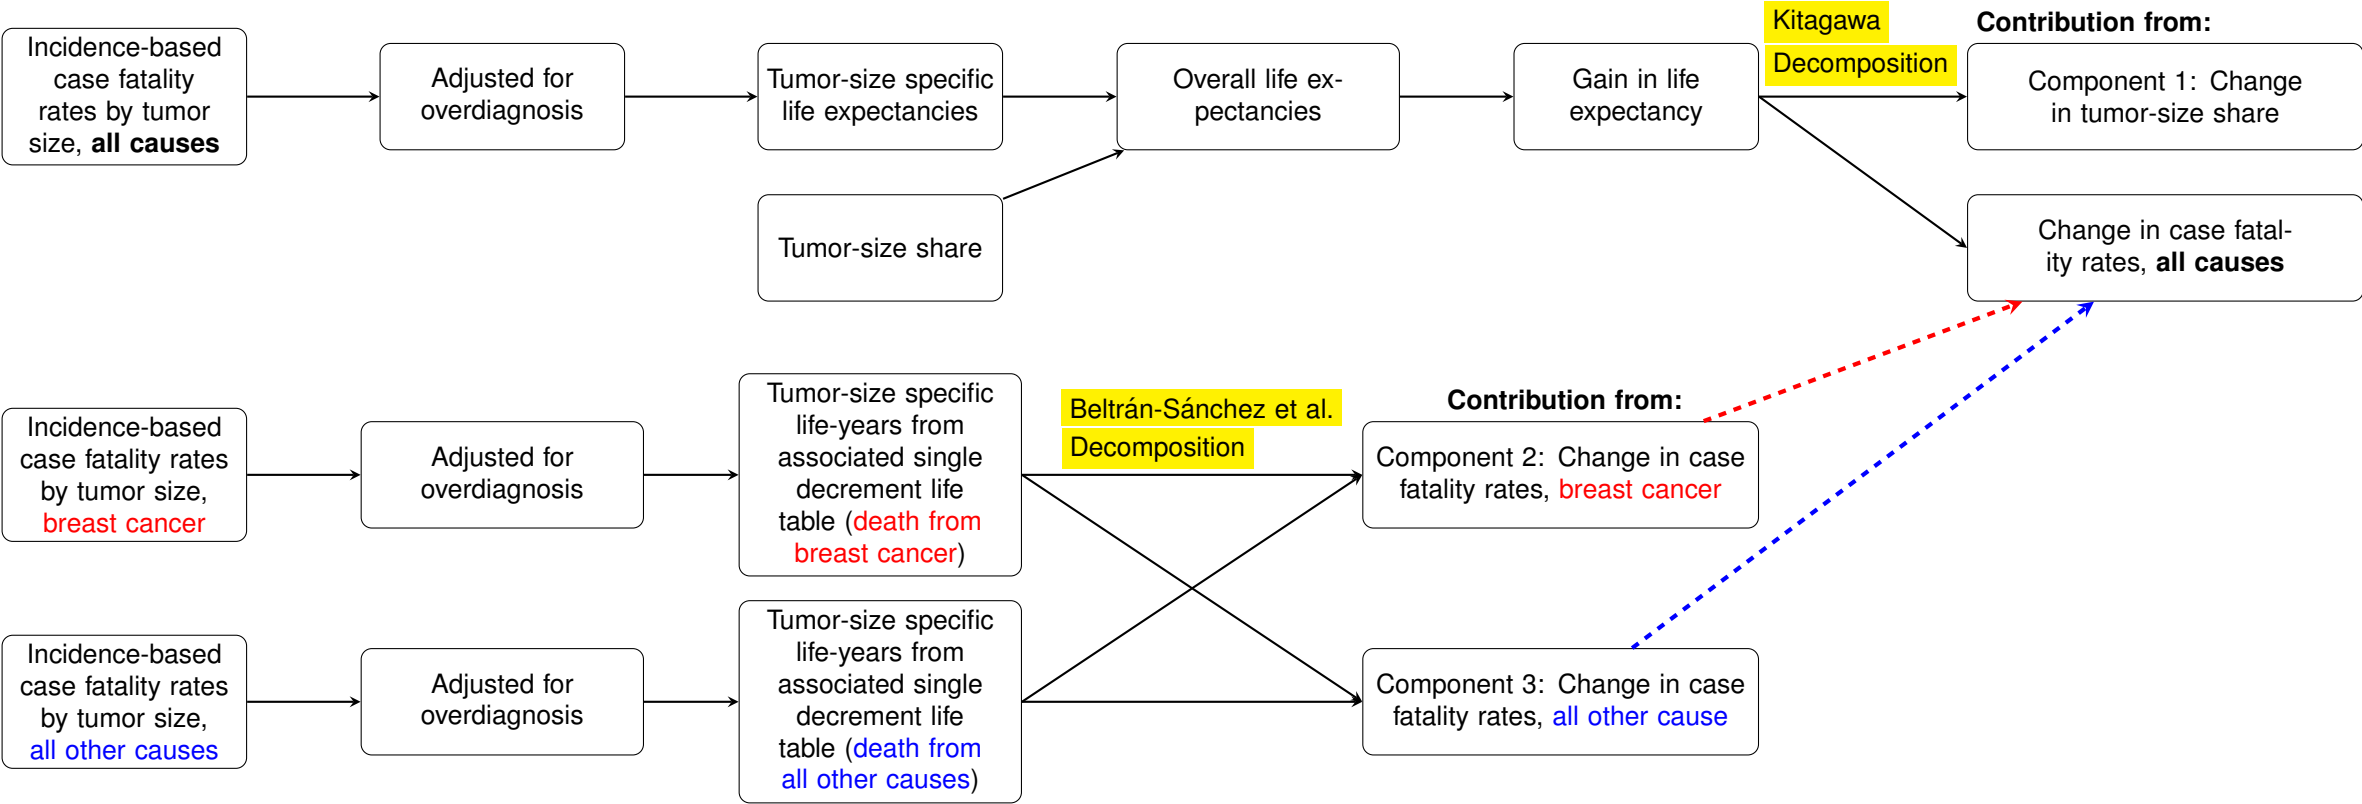 Incidence-based
case fatality
rates by tumor
size, all causes
Adjusted for
overdiagnosis
Tumor-size specific
life expectancies
Overall life ex-
pectancies
Gain in life
expectancy
Kitagawa
Decomposition
Contribution from:
Component 1: Change
in tumor-size share
Tumor-size share
Change in case fatal-
ity rates, all causes
Incidence-based
case fatality rates
by tumor size,
breast cancer
Adjusted for
overdiagnosis
Tumor-size specific
life-years from
associated single
decrement life
table (death from
breast cancer)
Beltrán-Sánchez et al.
Decomposition
Contribution from:
Component 2: Change in case
fatality rates, breast cancer
Incidence-based
case fatality rates
by tumor size,
all other causes
Adjusted for
overdiagnosis
Tumor-size specific
life-years from
associated single
decrement life
table (death from
all other causes)
Component 3: Change in case
fatality rates, all other cause